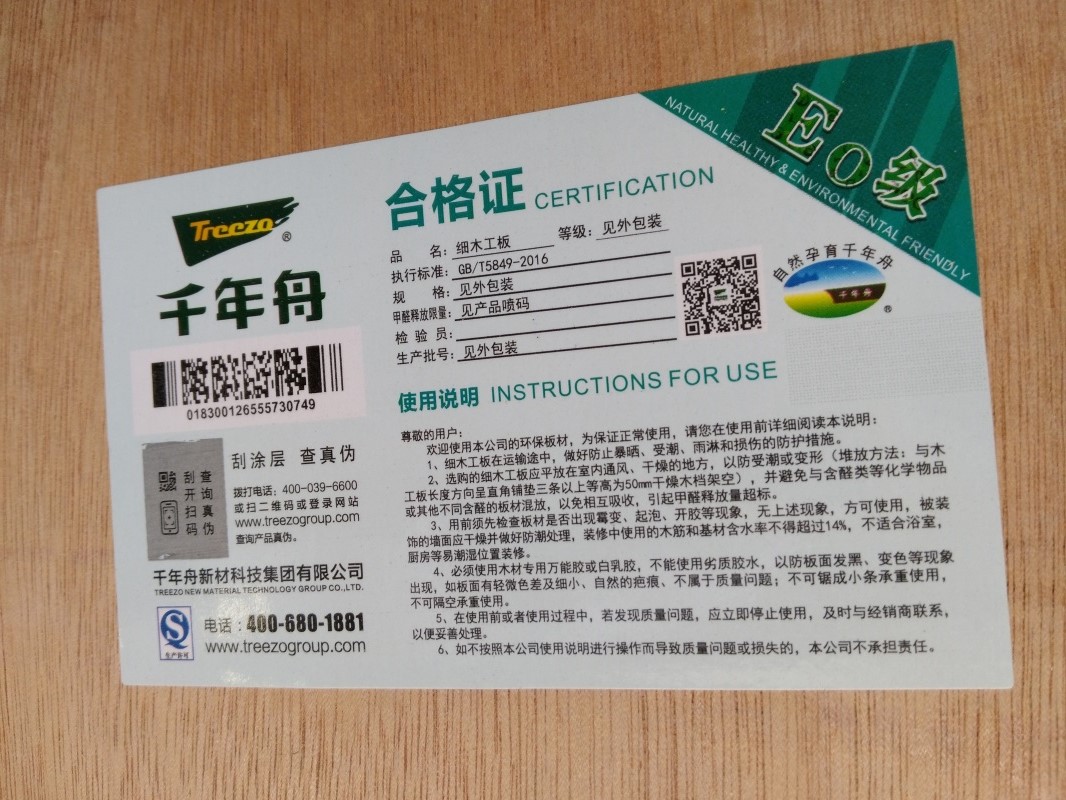 Treezo®
千年舟
018300126555730749
刮涂层 查真伪
刮开扫码
查询真伪
拨打电话: 400-039-6600
或扫二维码或登录网站
www.treezogroup.com
查询产品真伪。
千年舟新材科技集团有限公司
TREEZO NEW MATERIAL TECHNOLOGY GROUP CO.,LTD.
生产许可
电话:400-680-1881
www.treezogroup.com
E0级
NATURAL HEALTHY & ENVIRONMENTAL FRIENDLY
合格证 CERTIFICATION
品 名: 细木工板 等级: 见外包装
执行标准: GB/T5849-2016
规 格: 见外包装
甲醛释放限量: 见产品喷码
检 验 员:
生产批号: 见外包装
自然孕育千年舟
千年舟
®
使用说明 INSTRUCTIONS FOR USE
尊敬的用户:
欢迎使用本公司的环保板材,为保证正常使用,请您在使用前详细阅读本说明:
1、细木工板在运输途中,做好防止暴晒、受潮、雨淋和损伤的防护措施。
2、选购的细木工板应平放在室内通风、干燥的地方,以防受潮或变形(堆放方法:与木
工板长度方向呈直角铺垫三条以上等高为50mm干燥木档架空),并避免与含醛类等化学物品
或其他不同含醛的板材混放,以免相互吸收,引起甲醛释放量超标。
3、用前须先检查板材是否出现霉变、起泡、开胶等现象,无上述现象,方可使用,被装
饰的墙面应干燥并做好防潮处理,装修中使用的木筋和基材含水率不得超过14%,不适合浴室,
厨房等易潮湿位置装修。
4、必须使用木材专用万能胶或白乳胶,不能使用劣质胶水,以防板面发黑、变色等现象
出现,如板面有轻微色差及细小、自然的疤痕、不属于质量问题;不可锯成小条承重使用,
不可隔空承重使用。
5、在使用前或者使用过程中,若发现质量问题,应立即停止使用,及时与经销商联系,
以便妥善处理。
6、如不按照本公司使用说明进行操作而导致质量问题或损失的,本公司不承担责任。